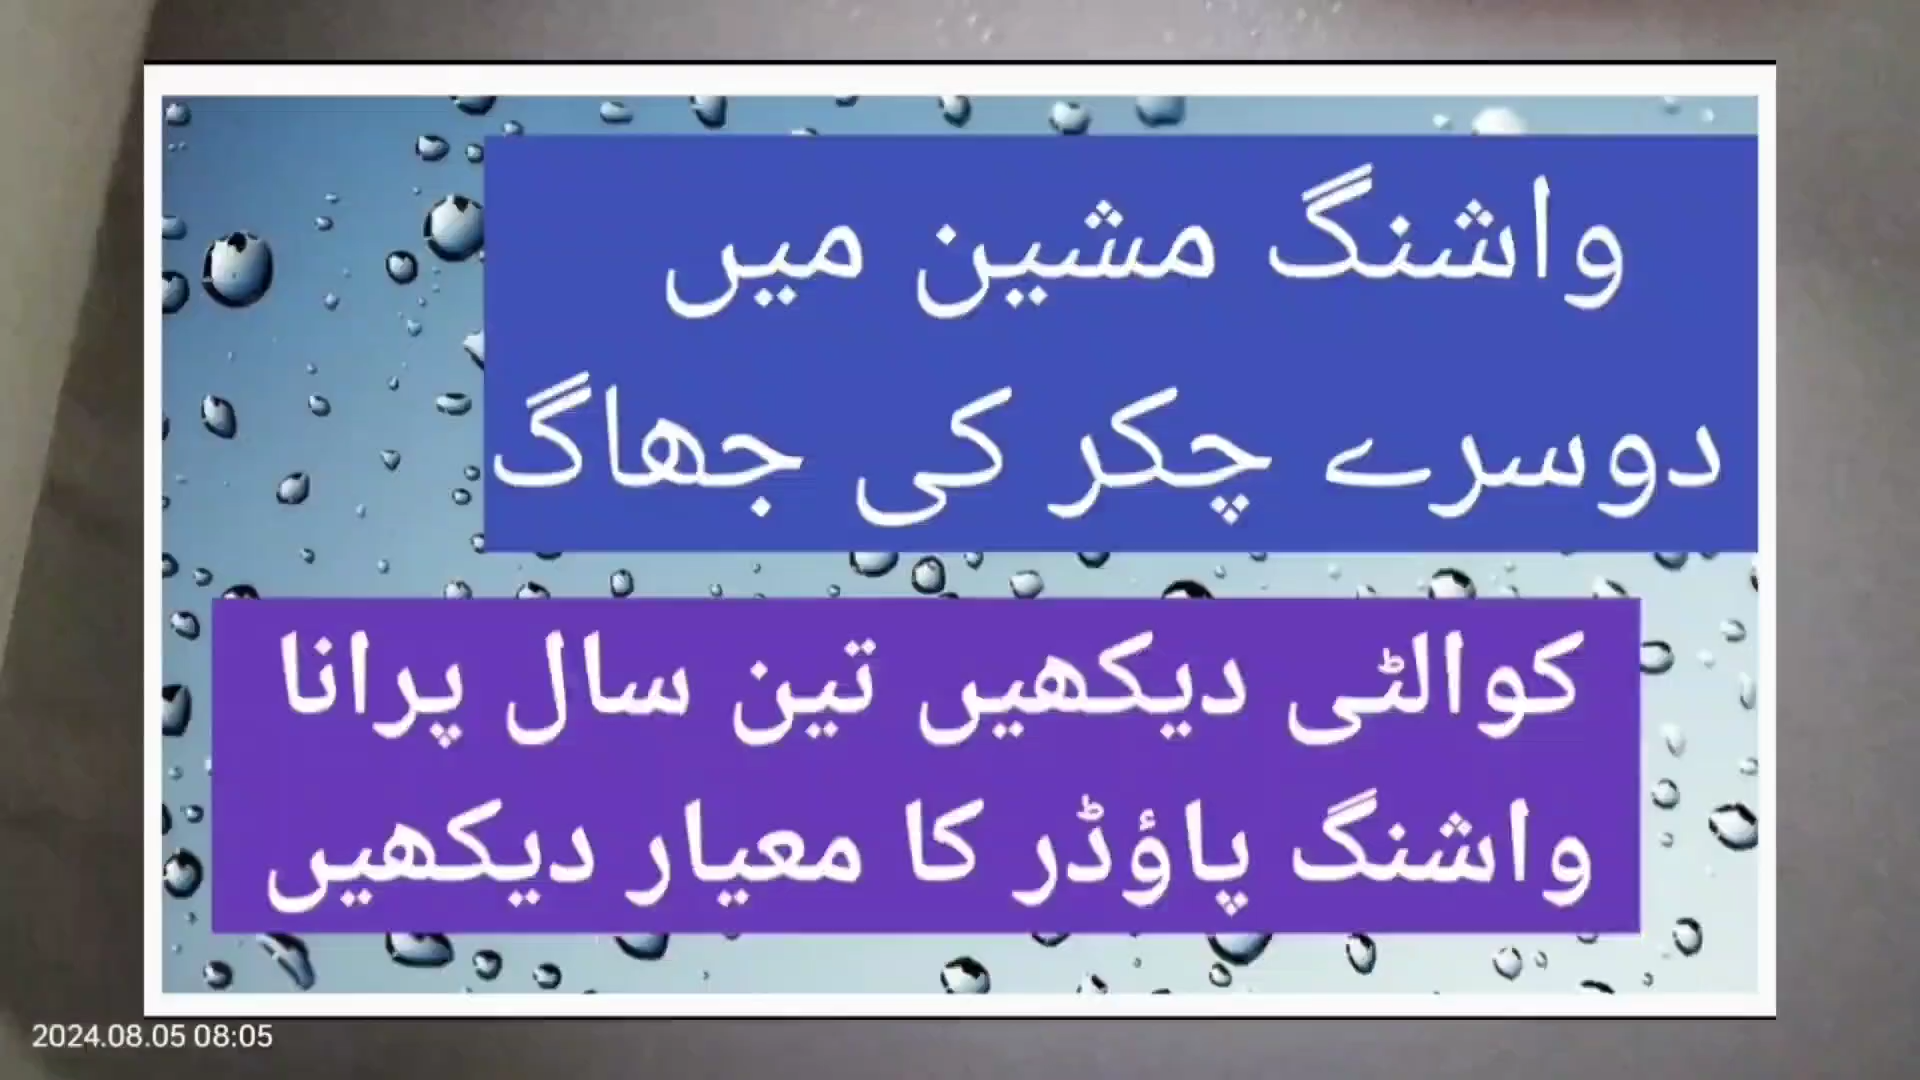 واشنگ مشین میں
دوسرے چکر کی جھاگ
کوالٹی دیکھیں تین سال پرانا
واشنگ پاؤڈر کا معیار دیکھیں
2024.08.05 08:05